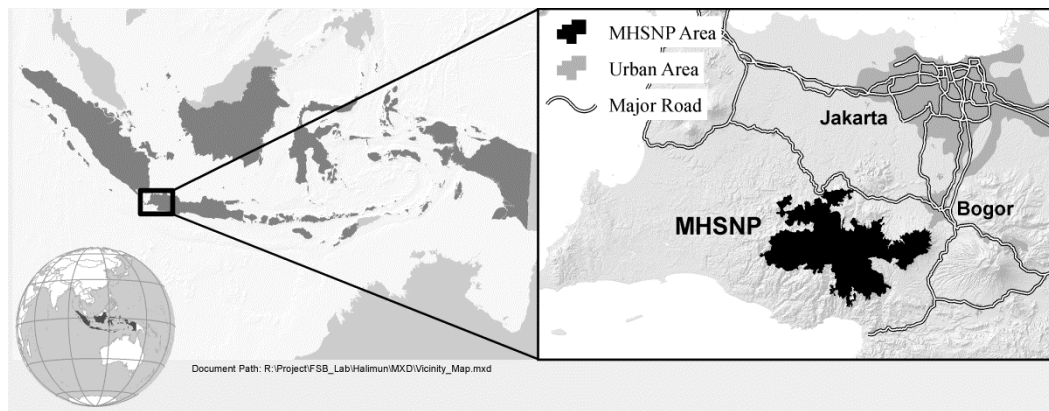 MHSNP Area
Urban Area
Major Road
Jakarta
Bogor
MHSNP
Document Path: R:\Project\FSB_Lab\Halimun\MXD\Vicinity_Map.mxd